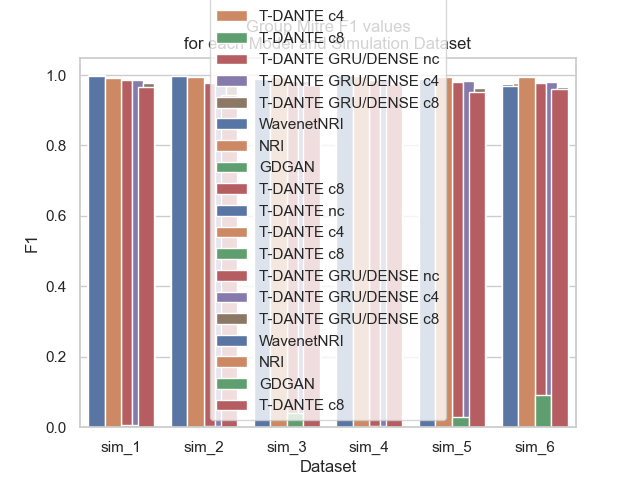 Group Mitre F1 values
for each Model and Simulation Dataset
T-DANTE c4
T-DANTE c8
T-DANTE GRU/DENSE nc
T-DANTE GRU/DENSE c4
T-DANTE GRU/DENSE c8
WavenetNRI
NRI
GDGAN
T-DANTE c8
T-DANTE nc
T-DANTE c4
T-DANTE c8
T-DANTE GRU/DENSE nc
T-DANTE GRU/DENSE c4
T-DANTE GRU/DENSE c8
WavenetNRI
NRI
GDGAN
T-DANTE c8
1.0
0.8
0.6
0.4
0.2
0.0
F1
sim_1 sim_2 sim_3 sim_4 sim_5 sim_6
Dataset